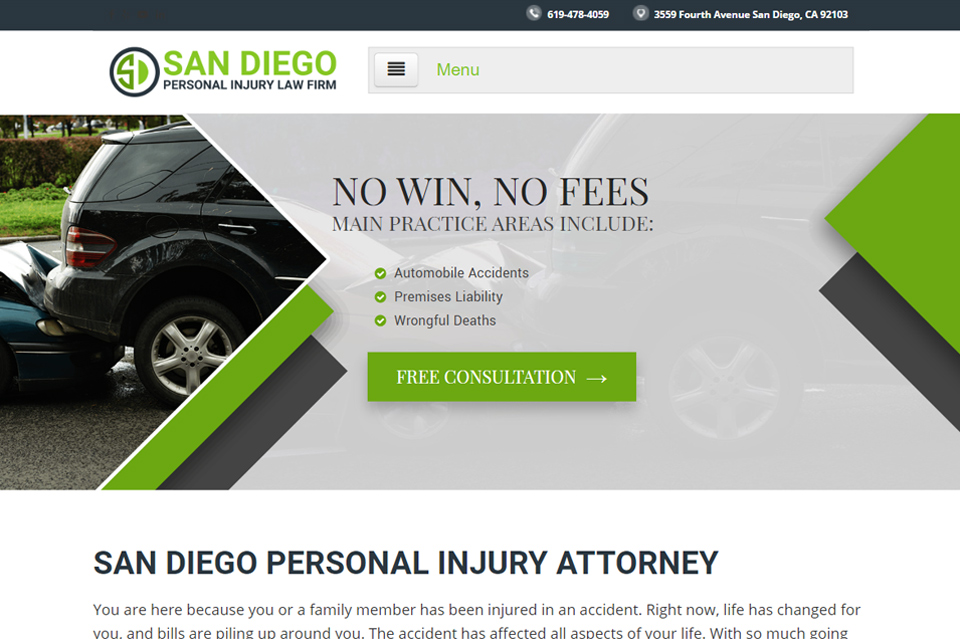 619-478-4059 3559 Fourth Avenue San Diego, CA 92103
SD SAN DIEGO
PERSONAL INJURY LAW FIRM
Menu
NO WIN, NO FEES
MAIN PRACTICE AREAS INCLUDE:
Automobile Accidents
Premises Liability
Wrongful Deaths
FREE CONSULTATION →
SAN DIEGO PERSONAL INJURY ATTORNEY
You are here because you or a family member has been injured in an accident. Right now, life has changed for
you, and bills are piling up around you. The accident has affected all aspects of your life. With so much going